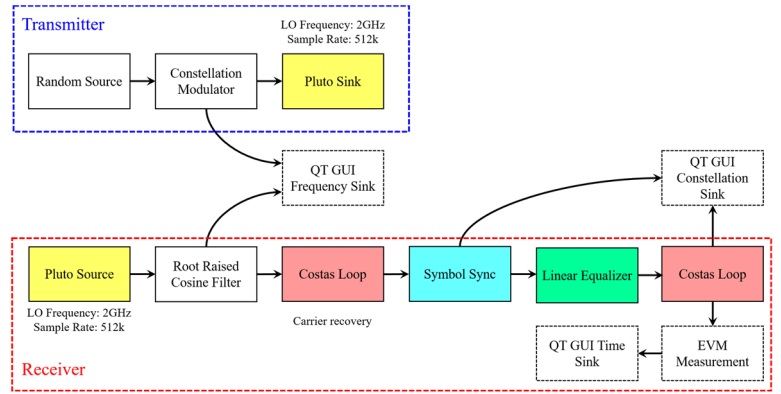 Transmitter
LO Frequency: 2GHz
Sample Rate: 512k
Random Source
Constellation
Modulator
Pluto Sink
QT GUI
Frequency Sink
QT GUI
Constellation
Sink
Pluto Source
Root Raised
Cosine Filter
Costas Loop
Symbol Sync
Linear Equalizer
Costas Loop
LO Frequency: 2GHz
Sample Rate: 512k
Carrier recovery
QT GUI Time
Sink
EVM
Measurement
Receiver